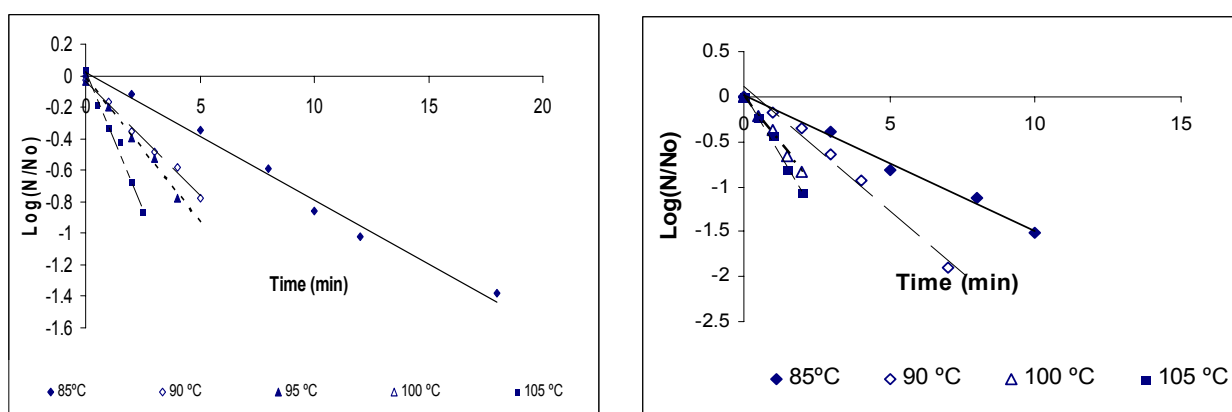 0.2
0
-0.2
-0.4
-0.6
-0.8
-1
-1.2
-1.4
-1.6
0 5 10 15 20
Log(N/No)
Time (min)
85ºC 90 ºC 95 ºC 100 ºC 105 ºC
0.5
0
-0.5
-1
-1.5
-2
-2.5
0 5 10 15
Log(N/No)
Time (min)
85ºC 90 ºC 100 ºC 105 ºC